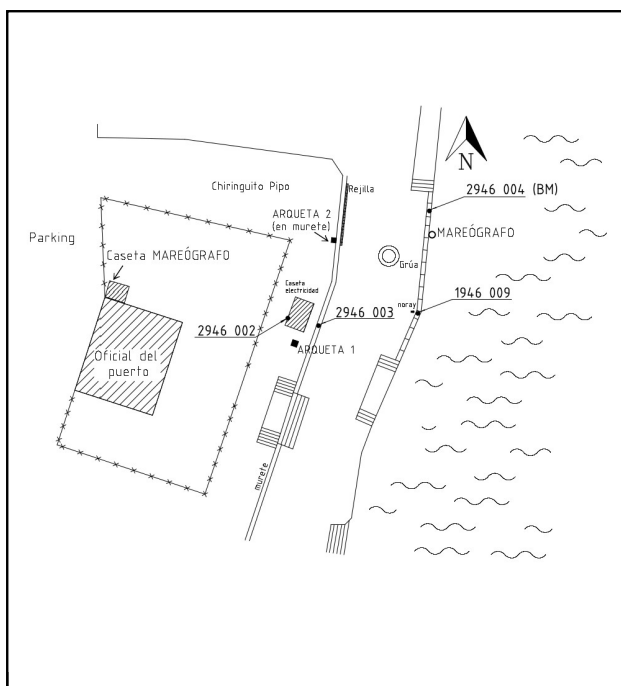 N
2946 004 (BM)
Chiringuito Pipo
Rejilla
ARQUETA 2
(en murete)
MAREÓGRAFO
Parking
Caseta MAREÓGRAFO
Grúa
Caseta
electricidad
noray
1946 009
2946 003
2946 002
ARQUETA 1
Oficial del
puerto
murete